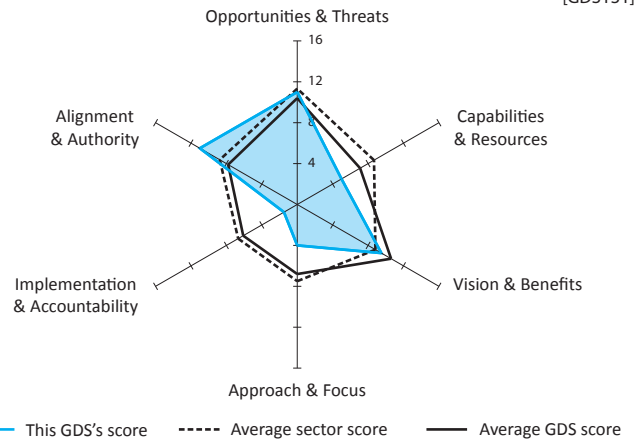 Opportunities & Threats
16
12
8
4
Alignment
& Authority
Capabilities
& Resources
Implementation
& Accountability
Vision & Benefits
Approach & Focus
This GDS's score
Average sector score
Average GDS score